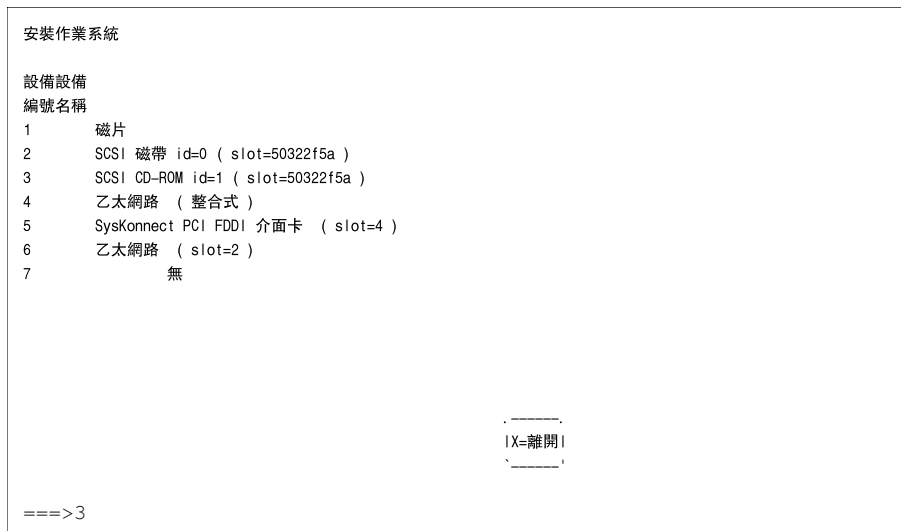 安裝作業系統
設備設備
編號名稱
1 磁片
2 SCSI 磁帶 id=0 ( slot=50322f5a )
3 SCSI CD-ROM id=1 ( slot=50322f5a )
4 乙太網路 ( 整合式 )
5 SysKonnect PCI FDDI 介面卡 ( slot=4 )
6 乙太網路 ( slot=2 )
7 無
.------.
|X=離開|
`------'
===>3